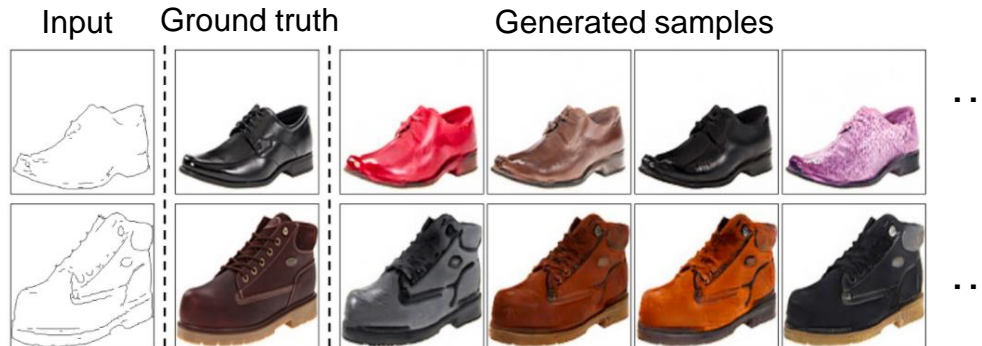 Input Ground truth Generated samples
. .
. .